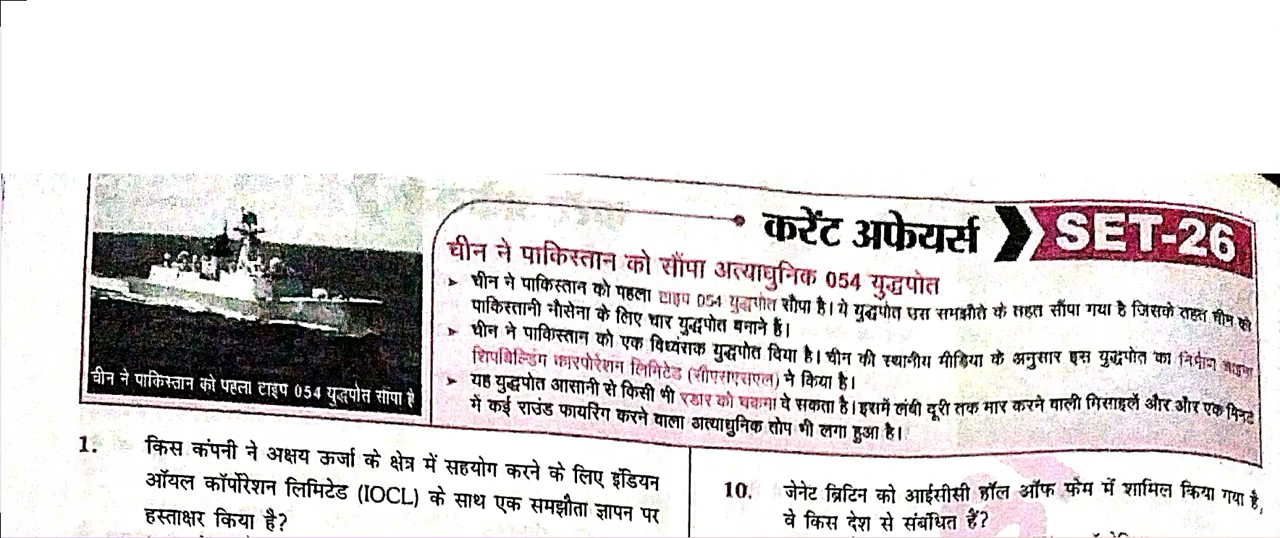 करेंट अफेयर्स SET-26
चीन ने पाकिस्तान को सौंपा अत्याधुनिक 054 युद्धपोत
➤ चीन ने पाकिस्तान को पहला टाइप 054 युद्धपोत सौंपा है। ये युद्धपोत उस समझौते के तहत सौंपा गया है जिसके तहत चीन को
पाकिस्तानी नौसेना के लिए चार युद्धपोत बनाने हैं।
➤ चीन ने पाकिस्तान को एक विध्वंसक युद्धपोत दिया है। चीन की स्थानीय मीडिया के अनुसार इस युद्धपोत का निर्माण चाइना
शिपबिल्डिंग कारपोरेशन लिमिटेड (सीएसएसएल) ने किया है।
➤ यह युद्धपोत आसानी से किसी भी रडार को चकमा दे सकता है। इसमें लंबी दूरी तक मार करने वाली मिसाइलें और और एक मिनट
में कई राउंड फायरिंग करने वाला अत्याधुनिक तोप भी लगा हुआ है।
चीन ने पाकिस्तान को पहला टाइप 054 युद्धपोत सौंपा है
1. किस कंपनी ने अक्षय ऊर्जा के क्षेत्र में सहयोग करने के लिए इंडियन
ऑयल कॉर्पोरेशन लिमिटेड (IOCL) के साथ एक समझौता ज्ञापन पर
हस्ताक्षर किया है?
10. जेनेट ब्रिटिन को आईसीसी हॉल ऑफ फेम में शामिल किया गया है,
वे किस देश से संबंधित हैं?